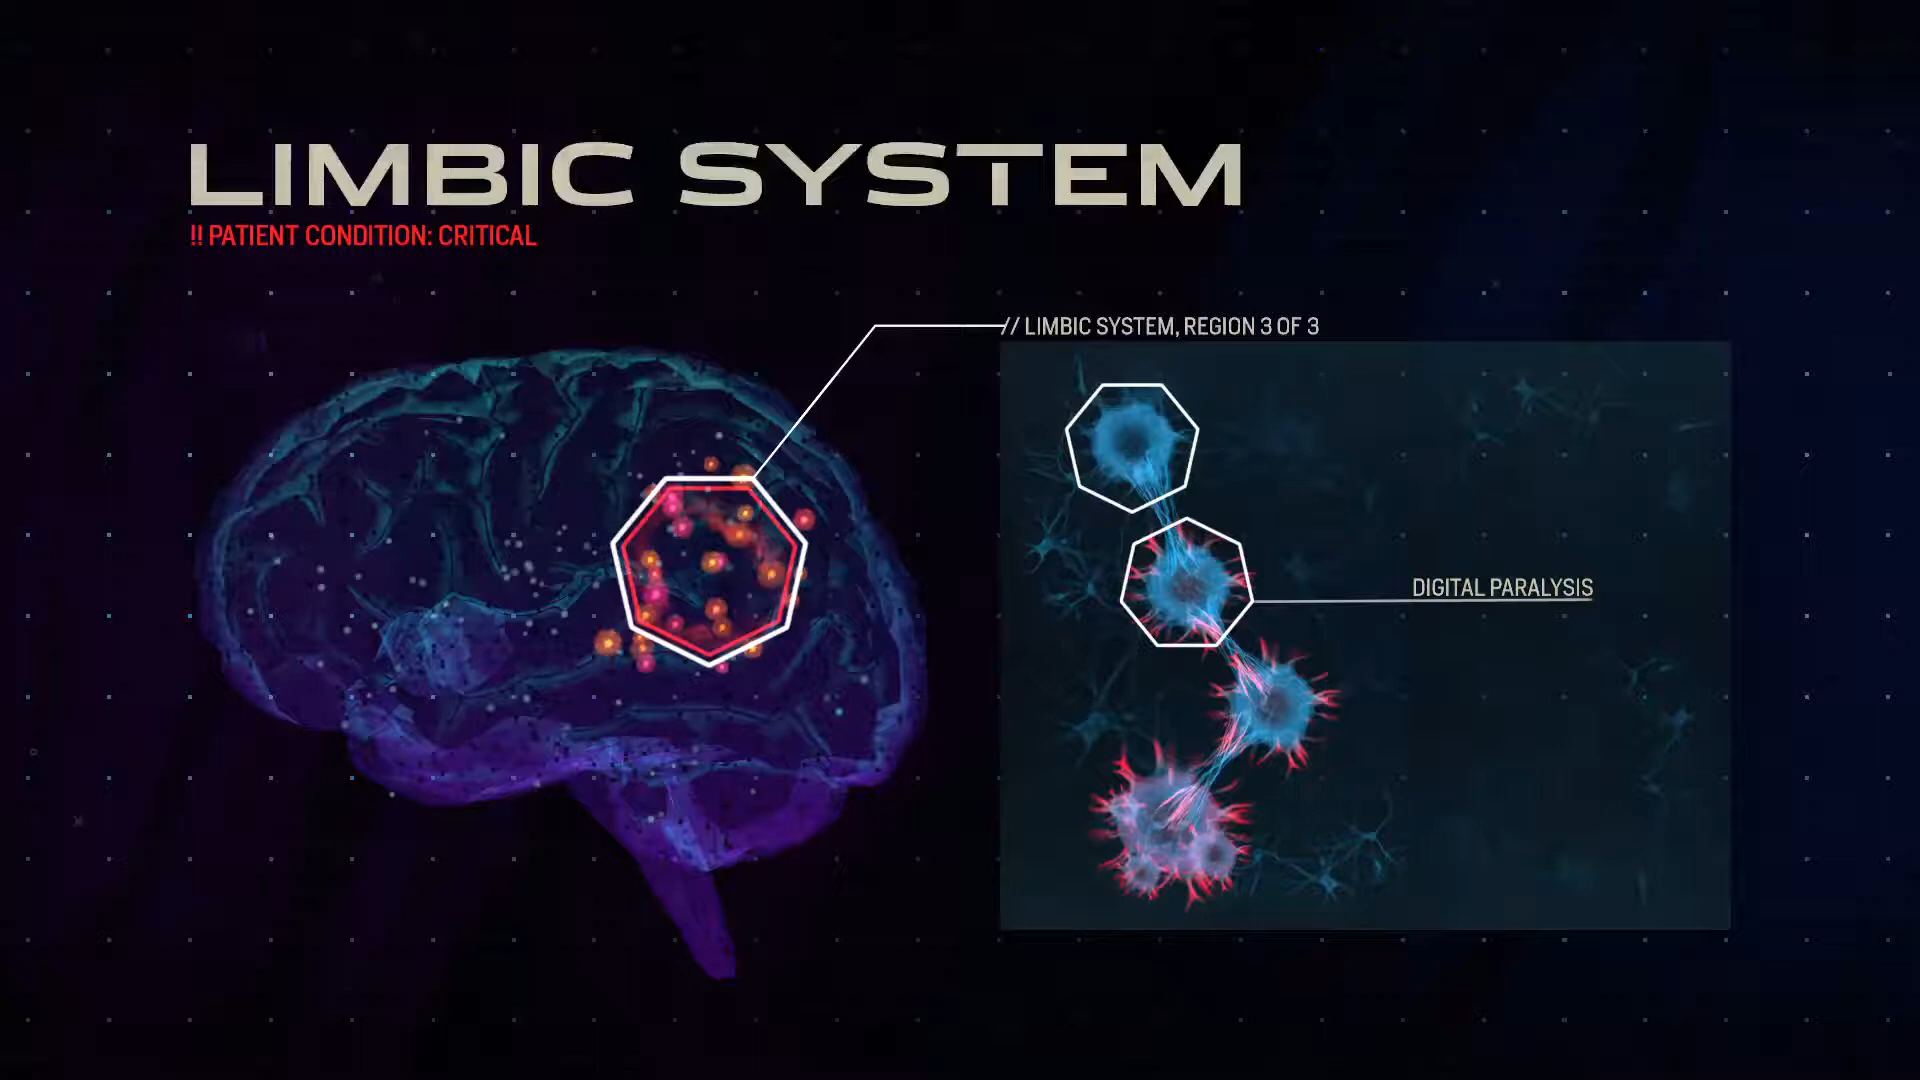 LIMBIC SYSTEM
!! PATIENT CONDITION: CRITICAL
// LIMBIC SYSTEM, REGION 3 OF 3
DIGITAL PARALYSIS